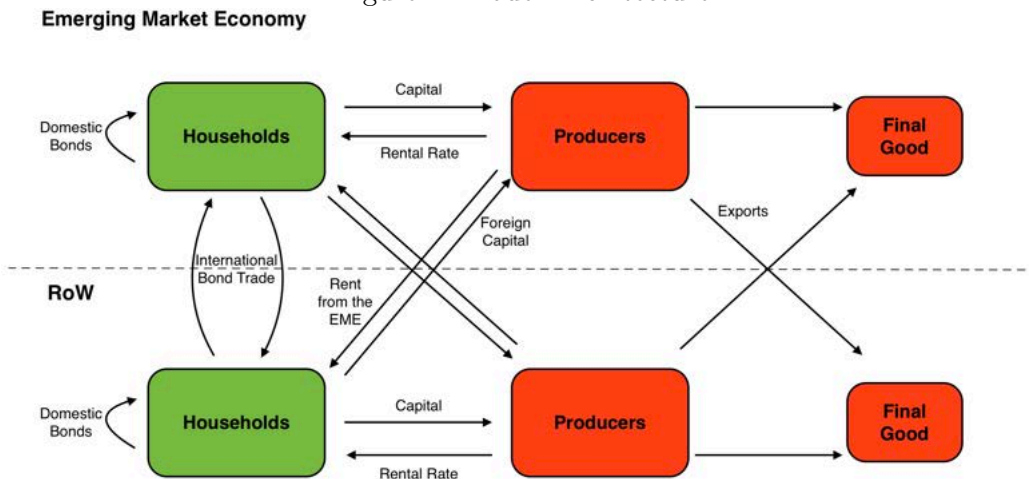 Emerging Market Economy
Capital
Domestic
Bonds
Households
Producers
Final
Good
Rental Rate
Foreign
Capital
Exports
International
Bond Trade
RoW
Rent
from the
EME
Capital
Domestic
Bonds
Households
Producers
Final
Good
Rental Rate